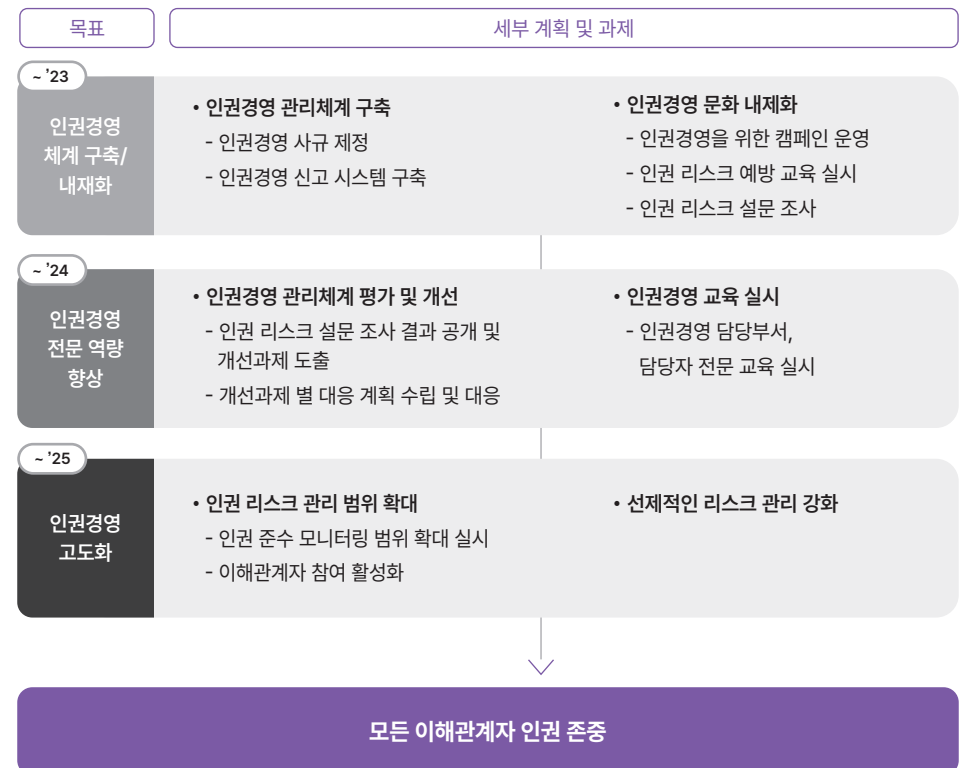 목표
세부 계획 및 과제
~ ’23
인권경영
체계 구축/
내재화
• 인권경영 관리체계 구축
- 인권경영 사규 제정
- 인권경영 신고 시스템 구축
• 인권경영 문화 내재화
- 인권경영을 위한 캠페인 운영
- 인권 리스크 예방 교육 실시
- 인권 리스크 설문 조사
~ ’24
인권경영
전문 역량
향상
• 인권경영 관리체계 평가 및 개선
- 인권 리스크 설문 조사 결과 공개 및
개선과제 도출
- 개선과제 별 대응 계획 수립 및 대응
• 인권경영 교육 실시
- 인권경영 담당부서,
담당자 전문 교육 실시
~ ’25
인권경영
고도화
• 인권 리스크 관리 범위 확대
- 인권 준수 모니터링 범위 확대 실시
- 이해관계자 참여 활성화
• 선제적인 리스크 관리 강화
모든 이해관계자 인권 존중